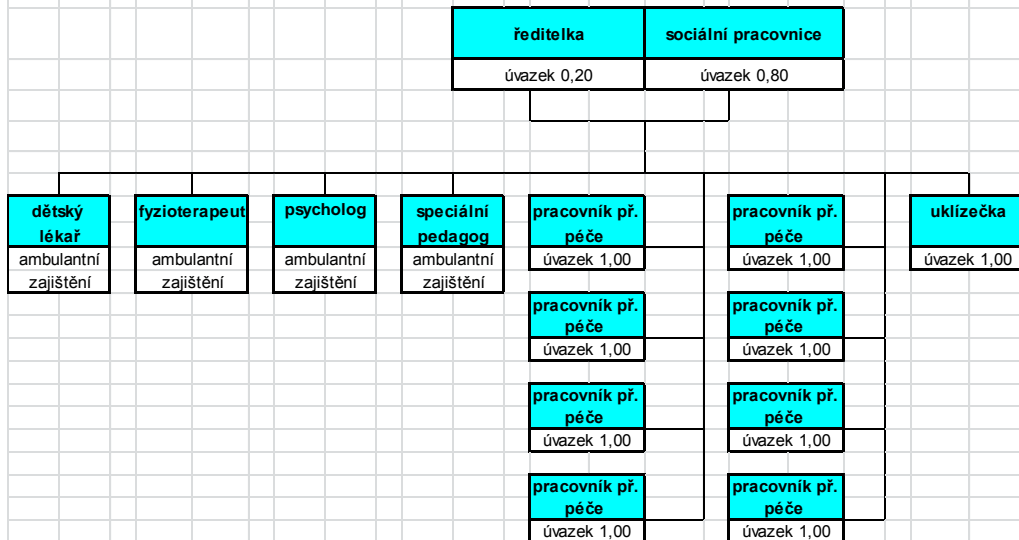 ředitelka
sociální pracovnice
úvazek 0,20
úvazek 0,80
dětský
lékař
ambulantní
zajištění
fyzioterapeut
ambulantní
zajištění
psycholog
ambulantní
zajištění
speciální
pedagog
ambulantní
zajištění
pracovník př.
péče
úvazek 1,00
pracovník př.
péče
úvazek 1,00
uklízečka
úvazek 1,00
pracovník př.
péče
úvazek 1,00
pracovník př.
péče
úvazek 1,00
pracovník př.
péče
úvazek 1,00
pracovník př.
péče
úvazek 1,00
pracovník př.
péče
úvazek 1,00
pracovník př.
péče
úvazek 1,00